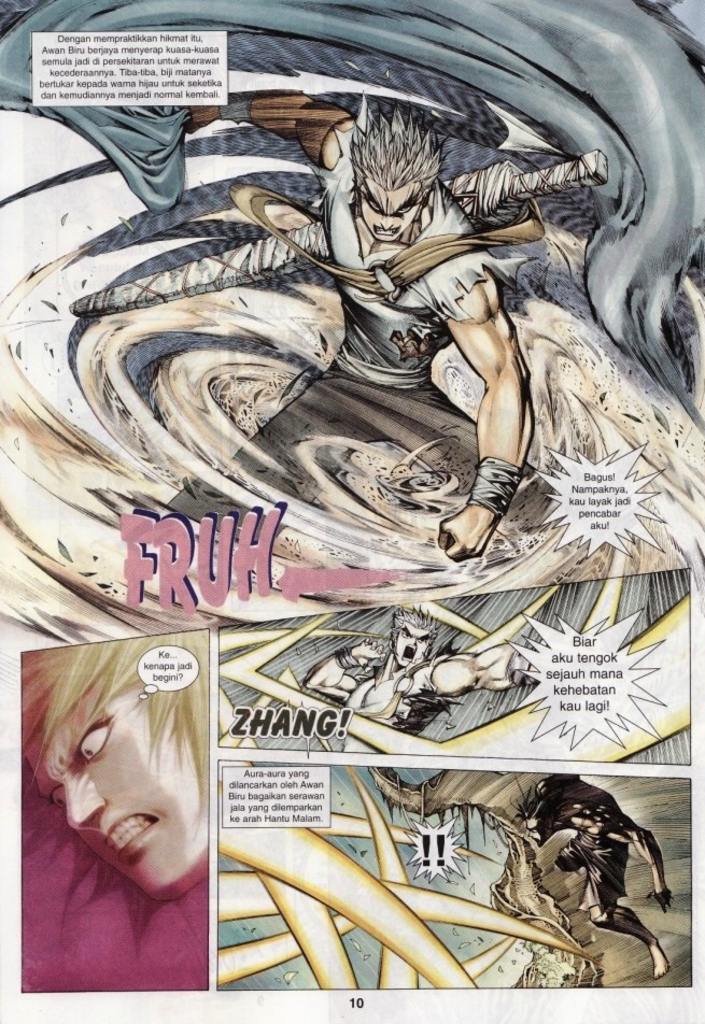 Dengan mempraktikkan hikmat itu,
Awan Biru berjaya menyerap kuasa-kuasa
semula jadi di persekitaran untuk merawat
kecederaannya. Tiba-tiba, biji matanya
bertukar kepada warna hijau untuk seketika
dan kemudiannya menjadi normal kembali.
Bagus!
Nampaknya,
kau layak jadi
pencabar
aku!
FRUH
Ke...
kenapa jadi
begini?
Biar
aku tengok
sejauh mana
kehebatan
kau lagi!
ZHANG!
Aura-aura yang
dilancarkan oleh Awan
Biru bagaikan serawan
jala yang dilemparkan
ke arah Hantu Malam.
!!
10